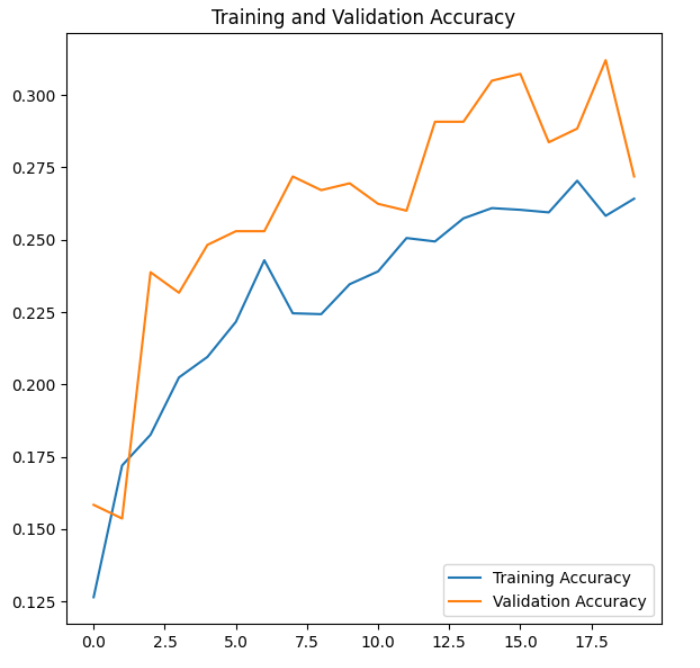 Training and Validation Accuracy
0.300
0.275
0.250
0.225
0.200
0.175
0.150
0.125
Training Accuracy
Validation Accuracy
0.0 2.5 5.0 7.5 10.0 12.5 15.0 17.5